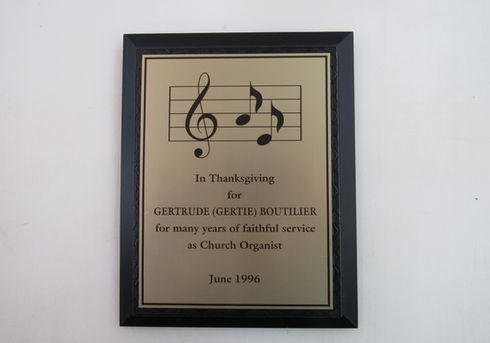 In Thanksgiving
for
GERTRUDE (GERTIE) BOUTILIER
for many years of faithful service
as Church Organist
June 1996